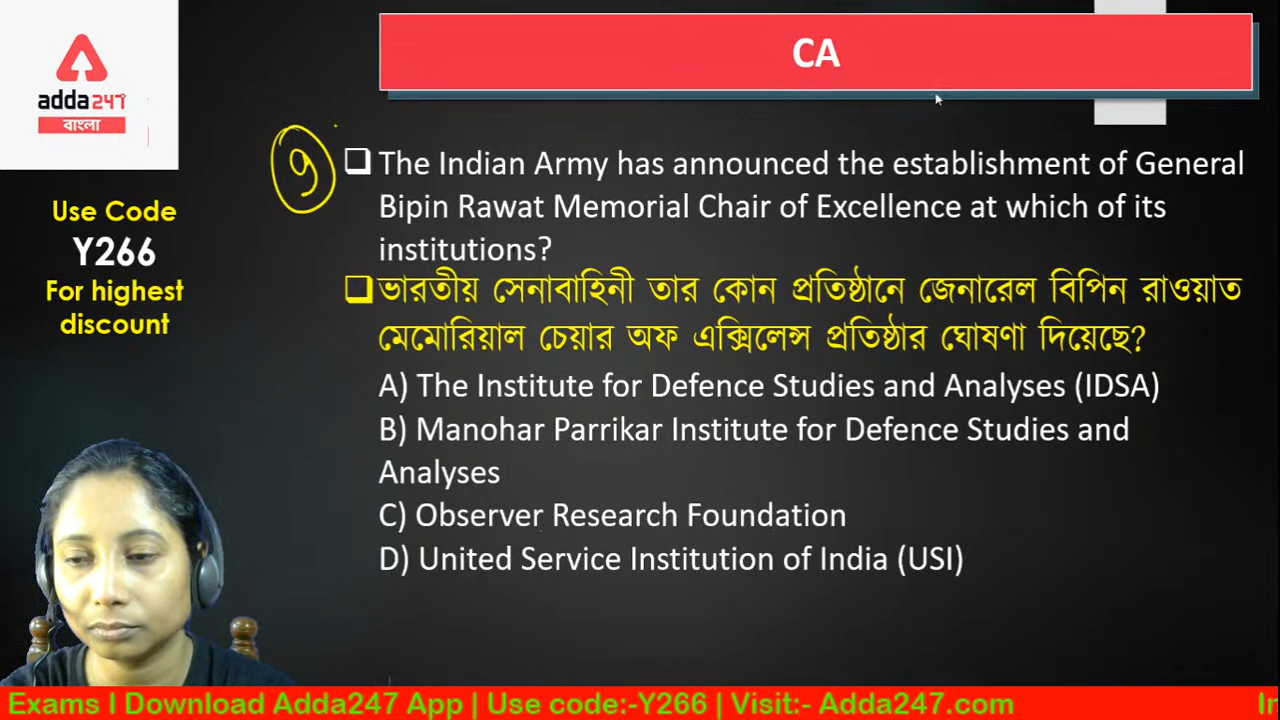 CA
adda247
বাংলা
Use Code
Y266
For highest
discount
9
The Indian Army has announced the establishment of General
Bipin Rawat Memorial Chair of Excellence at which of its
institutions?
ভারতীয় সেনাবাহিনী তার কোন প্রতিষ্ঠানে জেনারেল বিপিন রাওয়াত
মেমোরিয়াল চেয়ার অফ এক্সিলেন্স প্রতিষ্ঠার ঘোষণা দিয়েছে?
A) The Institute for Defence Studies and Analyses (IDSA)
B) Manohar Parrikar Institute for Defence Studies and
Analyses
C) Observer Research Foundation
D) United Service Institution of India (USI)
Exams I Download Adda247 App | Use code:-Y266 | Visit:- Adda247.com